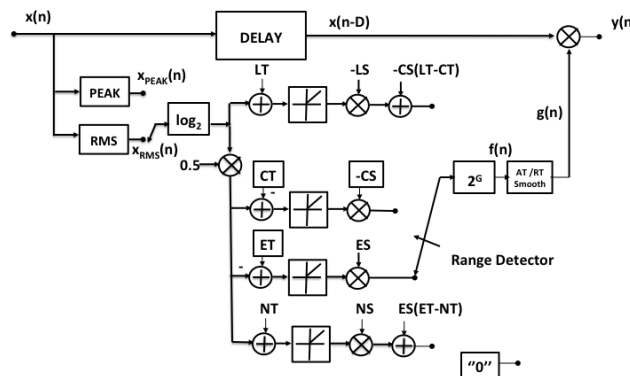 x(n)
x(n-D)
y(n
DELAY
x_PEAK(n)
LT
-LS
-CS(LT-CT)
PEAK
g(n)
log₂
RMS
x_RMS(n)
f(n)
0.5
CT
-CS
-
2^G
AT /RT
Smooth
ET
ES
Range Detector
-
NT
NS
ES(ET-NT)
"0"